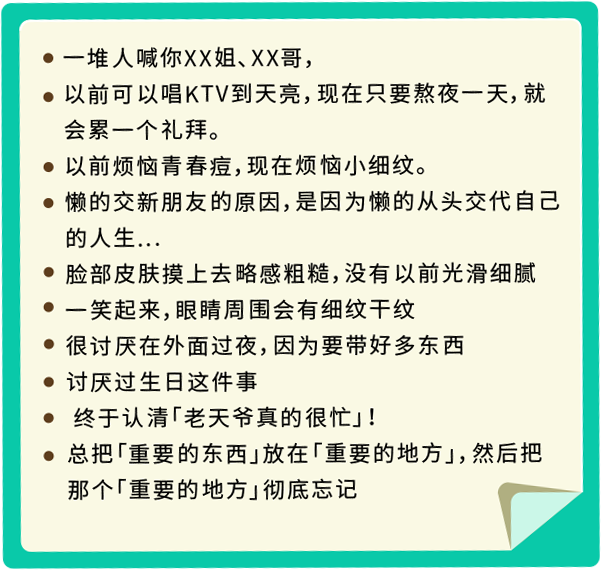 • 一堆人喊你XX姐、XX哥，
• 以前可以唱KTV到天亮，现在只要熬夜一天，就
会累一个礼拜。
• 以前烦恼青春痘，现在烦恼小细纹。
• 懒的交新朋友的原因，是因为懒的从头交代自己
的人生...
• 脸部皮肤摸上去略感粗糙，没有以前光滑细腻
• 一笑起来，眼睛周围会有细纹干纹
• 很讨厌在外面过夜，因为要带好多东西
• 讨厌过生日这件事
• 终于认清「老天爷真的很忙」！
• 总把「重要的东西」放在「重要的地方」，然后把
那个「重要的地方」彻底忘记